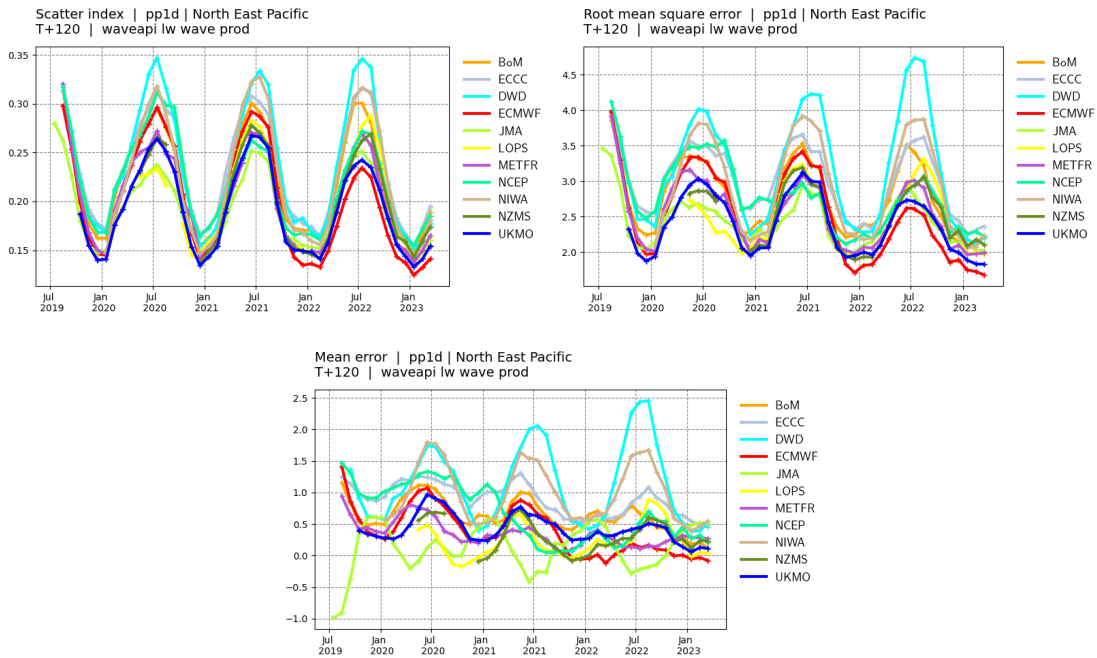 Scatter index | pp1d | North East Pacific
T+120 | waveapi lw wave prod
0.35
0.30
0.25
0.20
0.15
Jul
2019
Jan
2020
Jul
2020
Jan
2021
Jul
2021
Jan
2022
Jul
2022
Jan
2023
BoM
ECCC
DWD
ECMWF
JMA
LOPS
METFR
NCEP
NIWA
NZMS
UKMO
Root mean square error | pp1d | North East Pacific
T+120 | waveapi lw wave prod
4.5
4.0
3.5
3.0
2.5
2.0
Jul
2019
Jan
2020
Jul
2020
Jan
2021
Jul
2021
Jan
2022
Jul
2022
Jan
2023
BoM
ECCC
DWD
ECMWF
JMA
LOPS
METFR
NCEP
NIWA
NZMS
UKMO
Mean error | pp1d | North East Pacific
T+120 | waveapi lw wave prod
2.5
2.0
1.5
1.0
0.5
0.0
−0.5
−1.0
Jul
2019
Jan
2020
Jul
2020
Jan
2021
Jul
2021
Jan
2022
Jul
2022
Jan
2023
BoM
ECCC
DWD
ECMWF
JMA
LOPS
METFR
NCEP
NIWA
NZMS
UKMO